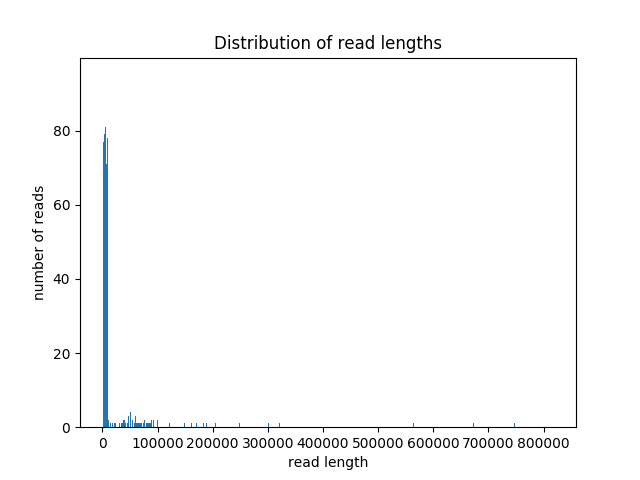 Distribution of read lengths
number of reads
80
60
40
20
0
0 100000 200000 300000 400000 500000 600000 700000 800000
read length